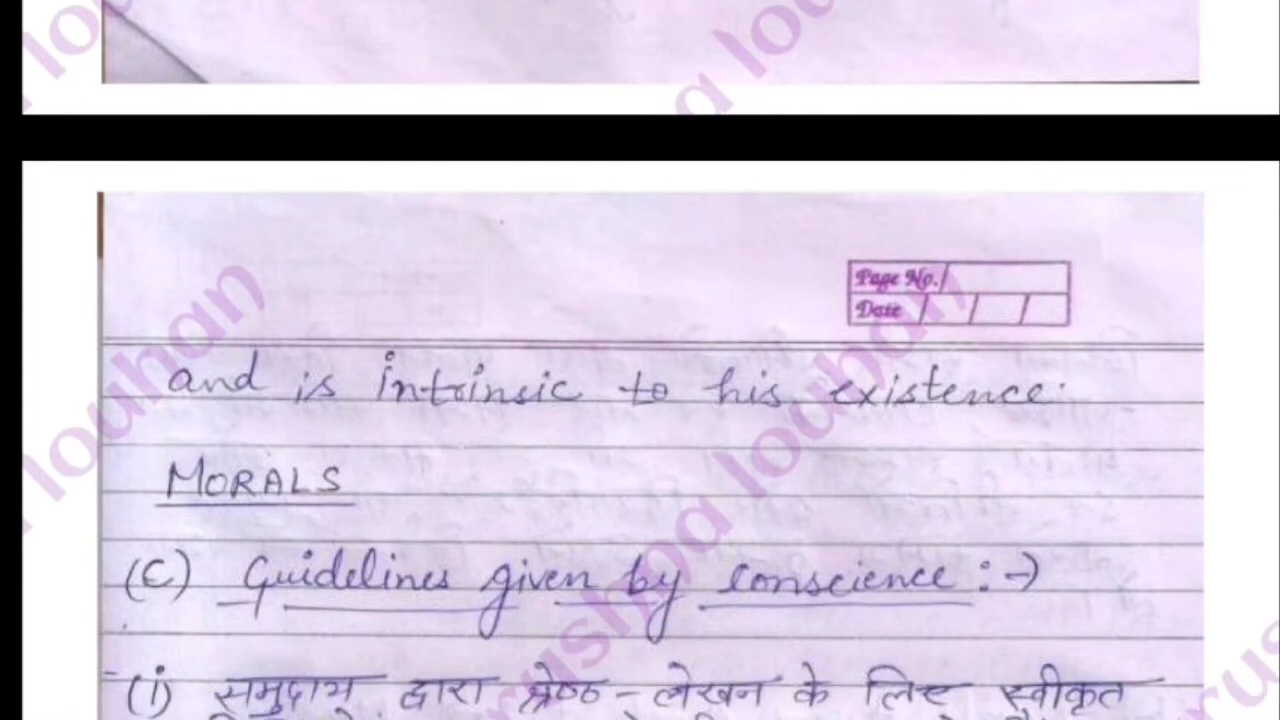 Page No.
Date
and is intrinsic to his existence.
MORALS
(C) Guidelines given by conscience :→
(i) समुदाय द्वारा श्रेष्ठ - लेखन के लिए स्वीकृत